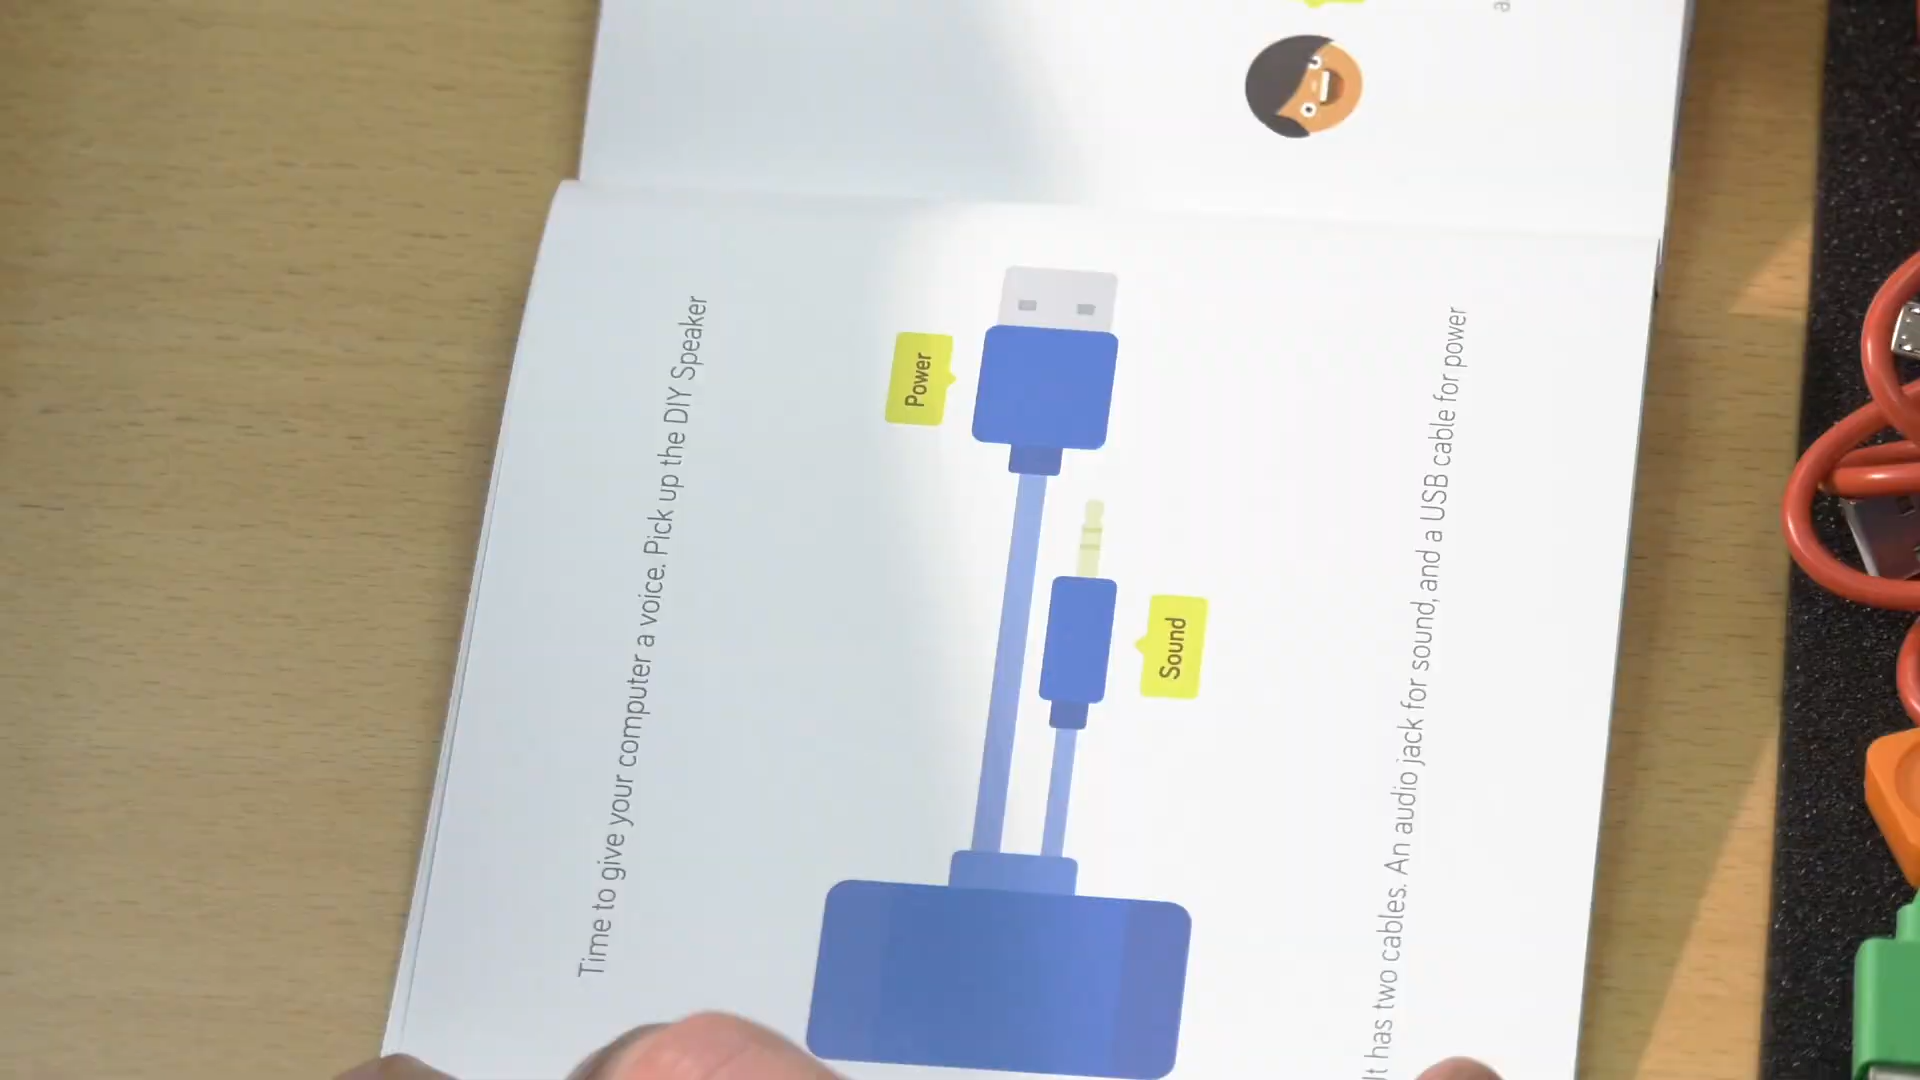 Time to give your computer a voice. Pick up the DIY Speaker
Power
Sound
It has two cables. An audio jack for sound, and a USB cable for power